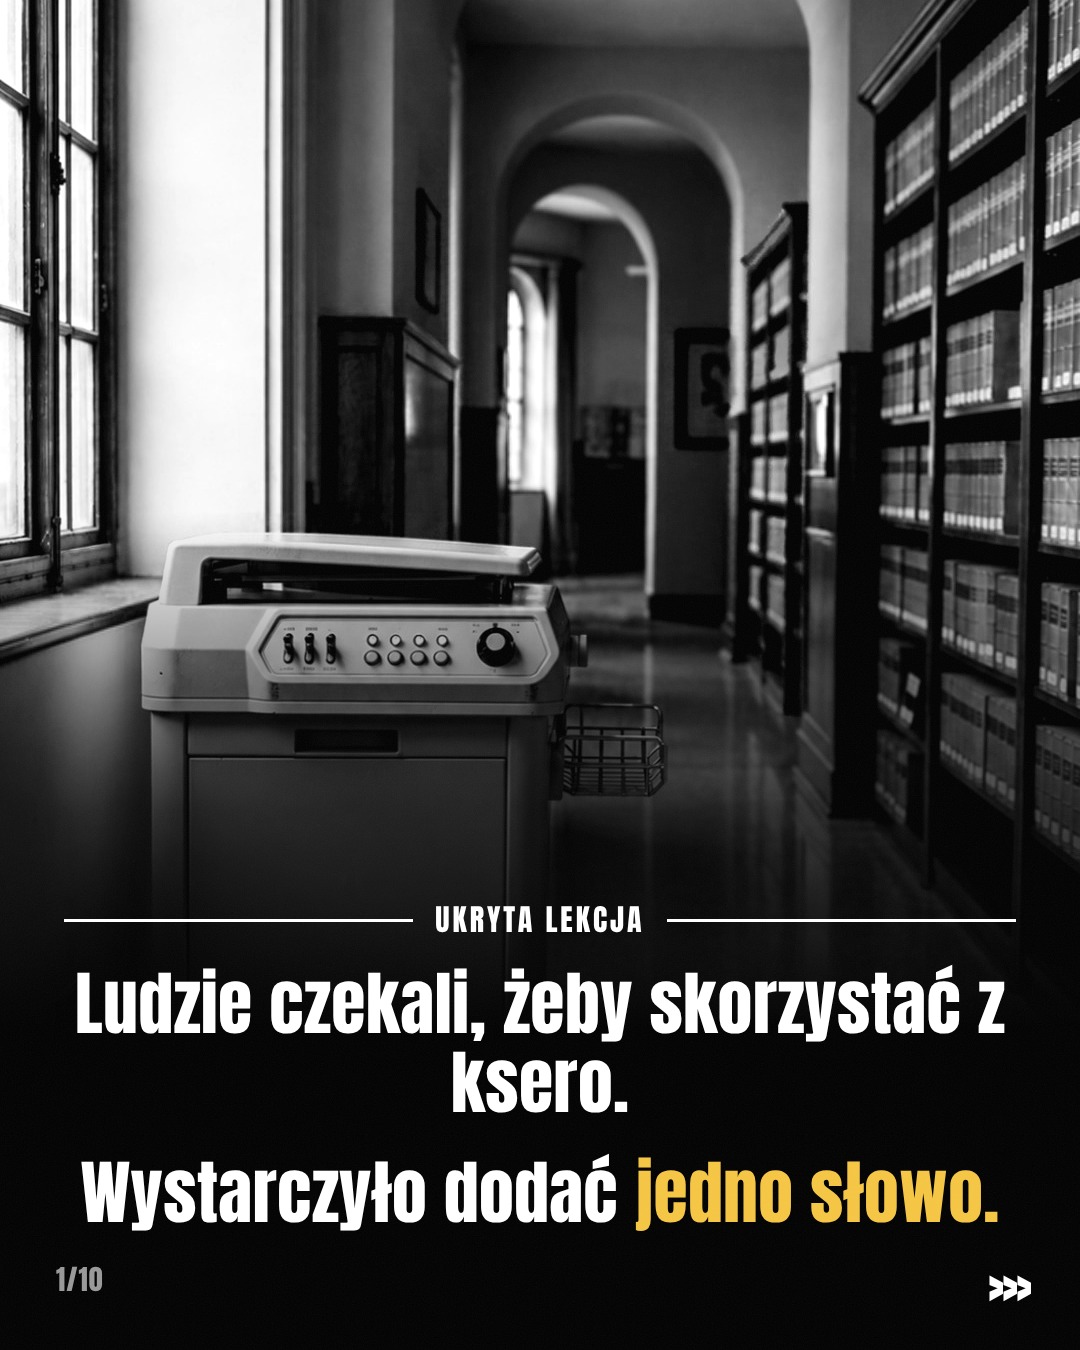 UKRYTA LEKCJA
Ludzie czekali, żeby skorzystać z
ksero.
Wystarczyło dodać jedno słowo.
1/10
>>>